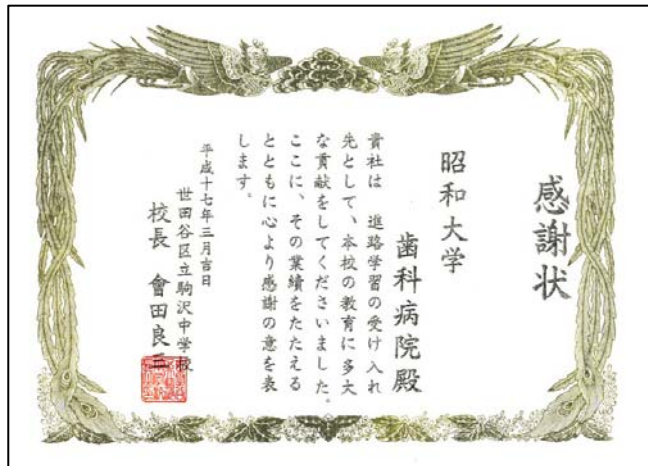 感謝状
昭和大学
歯科病院殿
貴社は 進路学習の受け入れ
先として、本校の教育に多大
な貢献をしてくださいました。
ここに、その業績をたたえる
とともに心より感謝の意を表
します。
平成十七年三月吉日
世田谷区立駒沢中学校
校長 會田良三